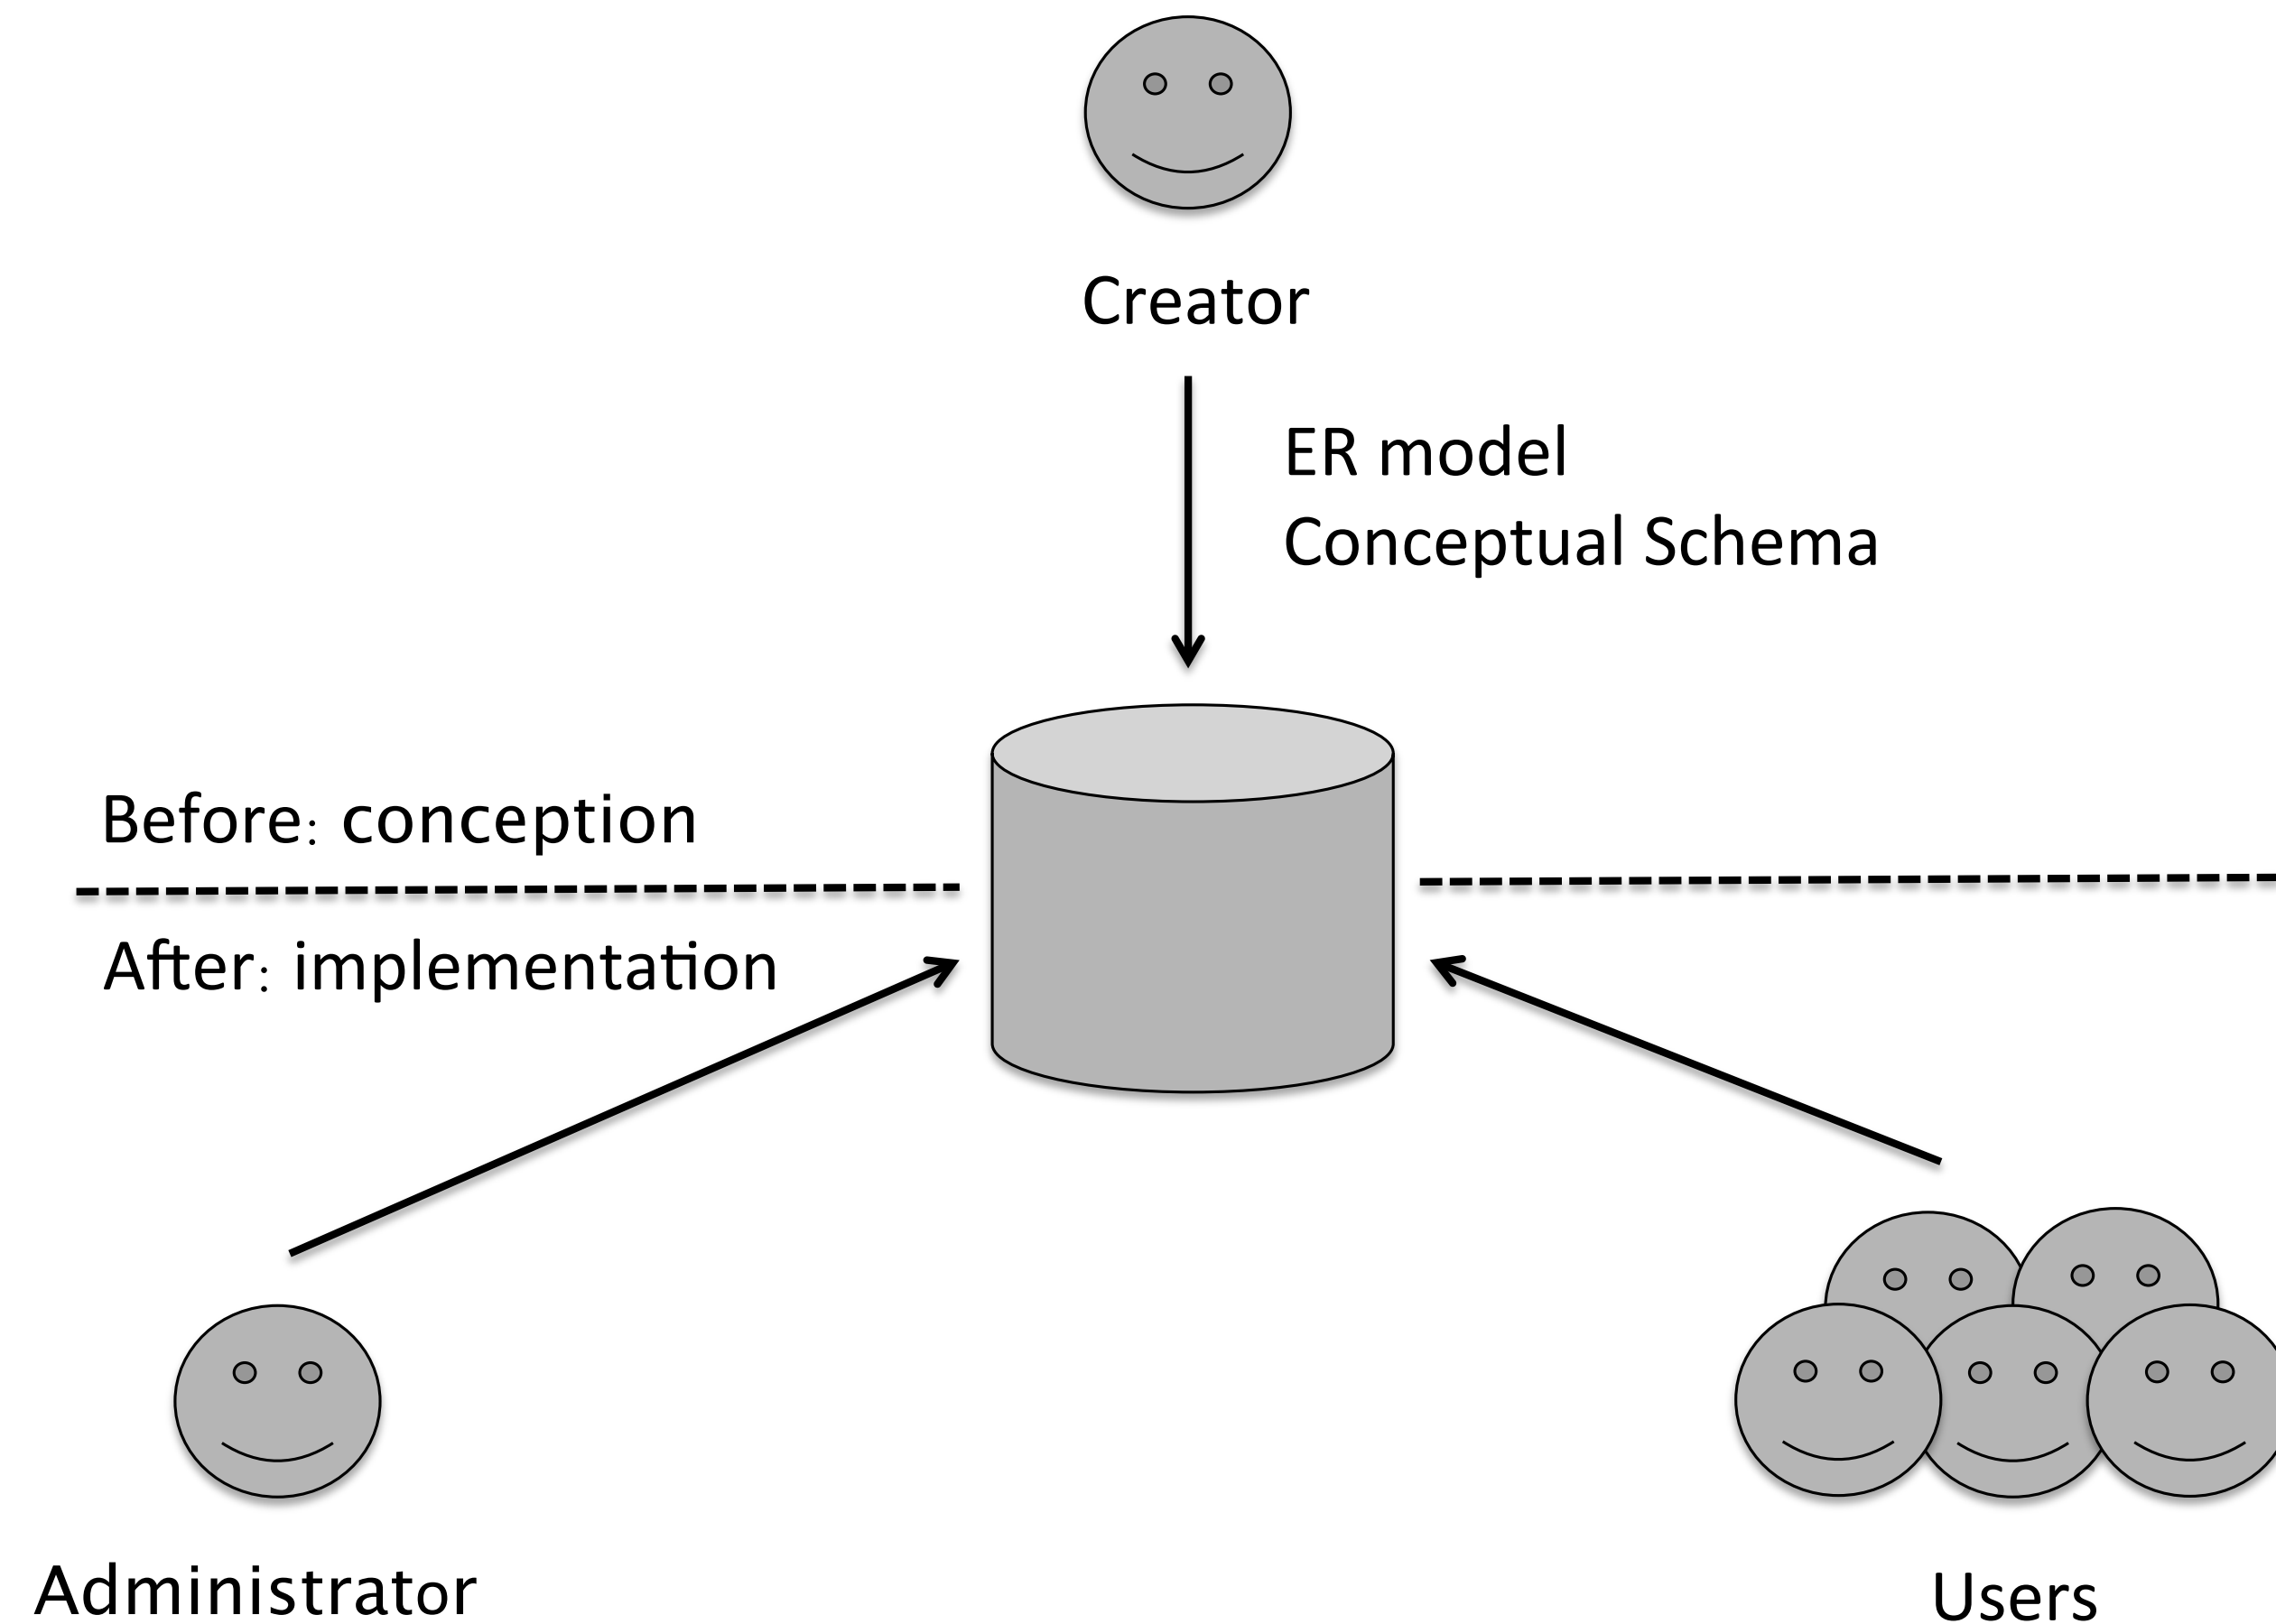 Creator
ER model
Conceptual Schema
Before: conception
After: implementation
Administrator
Users